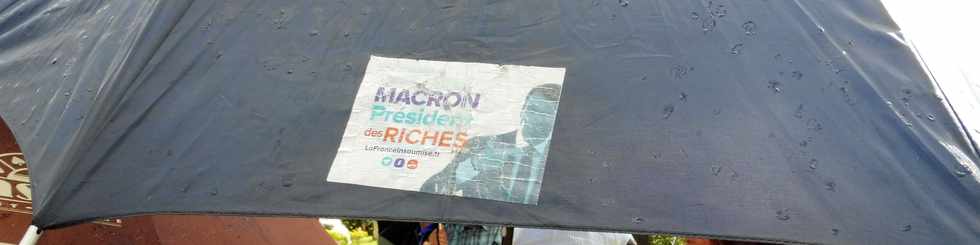 MACRON
Président
des RICHES
LaFranceInsoumise.fr